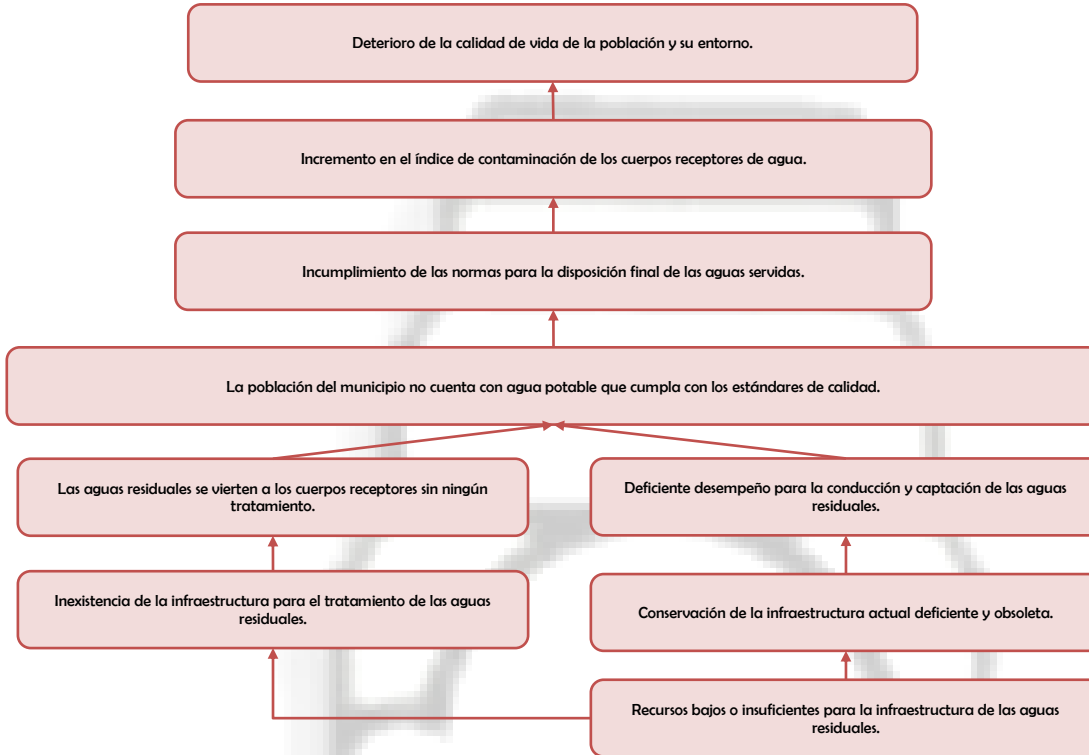 Deterioro de la calidad de vida de la población y su entorno.
Incremento en el índice de contaminación de los cuerpos receptores de agua.
Incumplimiento de las normas para la disposición final de las aguas servidas.
La población del municipio no cuenta con agua potable que cumpla con los estándares de calidad.
Las aguas residuales se vierten a los cuerpos receptores sin ningún
tratamiento.
Deficiente desempeño para la conducción y captación de las aguas
residuales.
Inexistencia de la infraestructura para el tratamiento de las aguas
residuales.
Conservación de la infraestructura actual deficiente y obsoleta.
Recursos bajos o insuficientes para la infraestructura de las aguas
residuales.